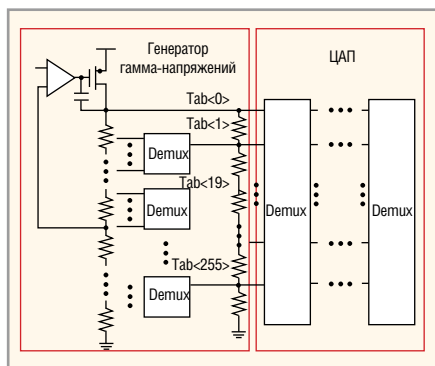 Генератор
гамма-напряжений
ЦАП
Tab<0>
Tab<1>
Demux
Tab<19>
Demux
Demux
Demux
Tab<255>
Demux